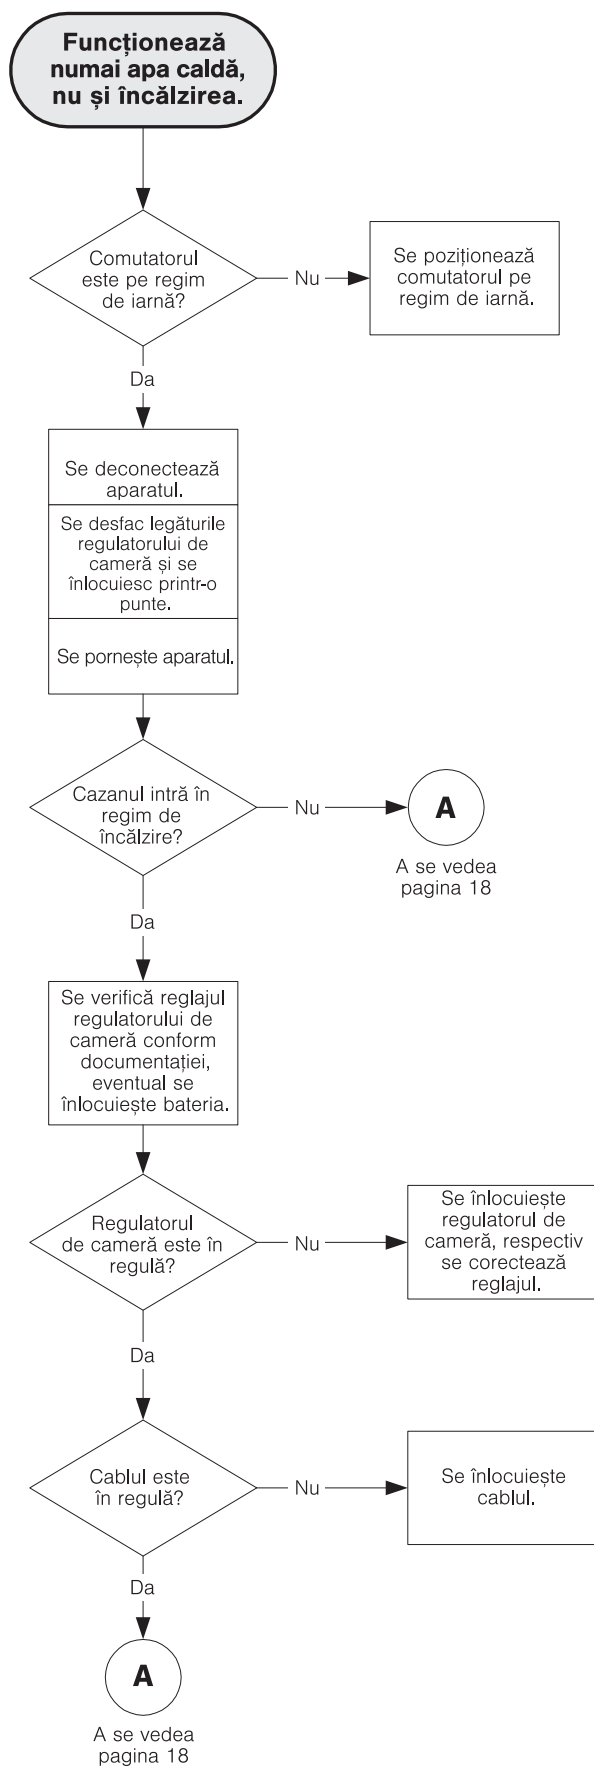 Funcționează
numai apa caldă,
nu și încălzirea.
Comutatorul
este pe regim
de iarnă?
Nu
Se poziționează
comutatorul pe
regim de iarnă.
Da
Se deconectează
aparatul.
Se desfac legăturile
regulatorului de
cameră și se
înlocuiesc printr-o
punte.
Se pornește aparatul.
Cazanul intră în
regim de
încălzire?
Nu
A
A se vedea
pagina 18
Da
Se verifică reglajul
regulatorului de
cameră conform
documentației,
eventual se
înlocuiește bateria.
Regulatorul
de cameră este în
regulă?
Nu
Se înlocuiește
regulatorul de
cameră, respectiv
se corectează
reglajul.
Da
Cablul este
în regulă?
Nu
Se înlocuiește
cablul.
Da
A
A se vedea
pagina 18